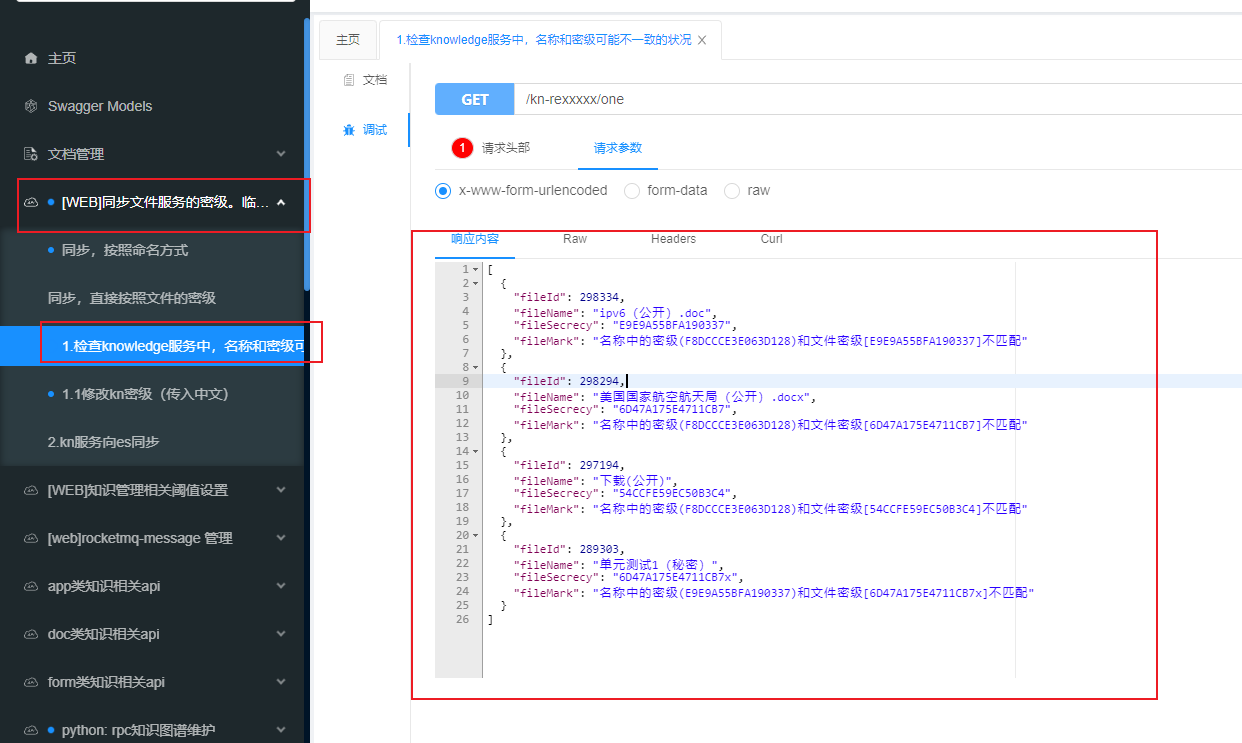 主页
Swagger Models
文档管理
[WEB]同步文件服务的密级。临...
同步，按照命名方式
同步，直接按照文件的密级
1.检查knowledge服务中，名称和密级可
1.1修改kn密级（传入中文）
2.kn服务向es同步
[WEB]知识管理相关阈值设置
[web]rocketmq-message 管理
app类知识相关api
doc类知识相关api
form类知识相关api
python: rpc知识图谱维护
主页
1.检查knowledge服务中，名称和密级可能不一致的状况
文档
调试
GET /kn-rexxxxx/one
1 请求头部 请求参数
x-www-form-urlencoded form-data raw
响应内容 Raw Headers Curl
1 [
2 {
3 "fileId": 298334,
4 "fileName": "ipv6（公开）.doc",
5 "fileSecrecy": "E9E9A55BFA190337",
6 "fileMark": "名称中的密级(F8DCCCE3E063D128)和文件密级[E9E9A55BFA190337]不匹配"
7 },
8 {
9 "fileId": 298294,
10 "fileName": "美国国家航空航天局（公开）.docx",
11 "fileSecrecy": "6D47A175E4711CB7",
12 "fileMark": "名称中的密级(F8DCCCE3E063D128)和文件密级[6D47A175E4711CB7]不匹配"
13 },
14 {
15 "fileId": 297194,
16 "fileName": "下载(公开)",
17 "fileSecrecy": "54CCFE59EC50B3C4",
18 "fileMark": "名称中的密级(F8DCCCE3E063D128)和文件密级[54CCFE59EC50B3C4]不匹配"
19 },
20 {
21 "fileId": 289303,
22 "fileName": "单元测试1（秘密）",
23 "fileSecrecy": "6D47A175E4711CB7x",
24 "fileMark": "名称中的密级(E9E9A55BFA190337)和文件密级[6D47A175E4711CB7x]不匹配"
25 }
26 ]